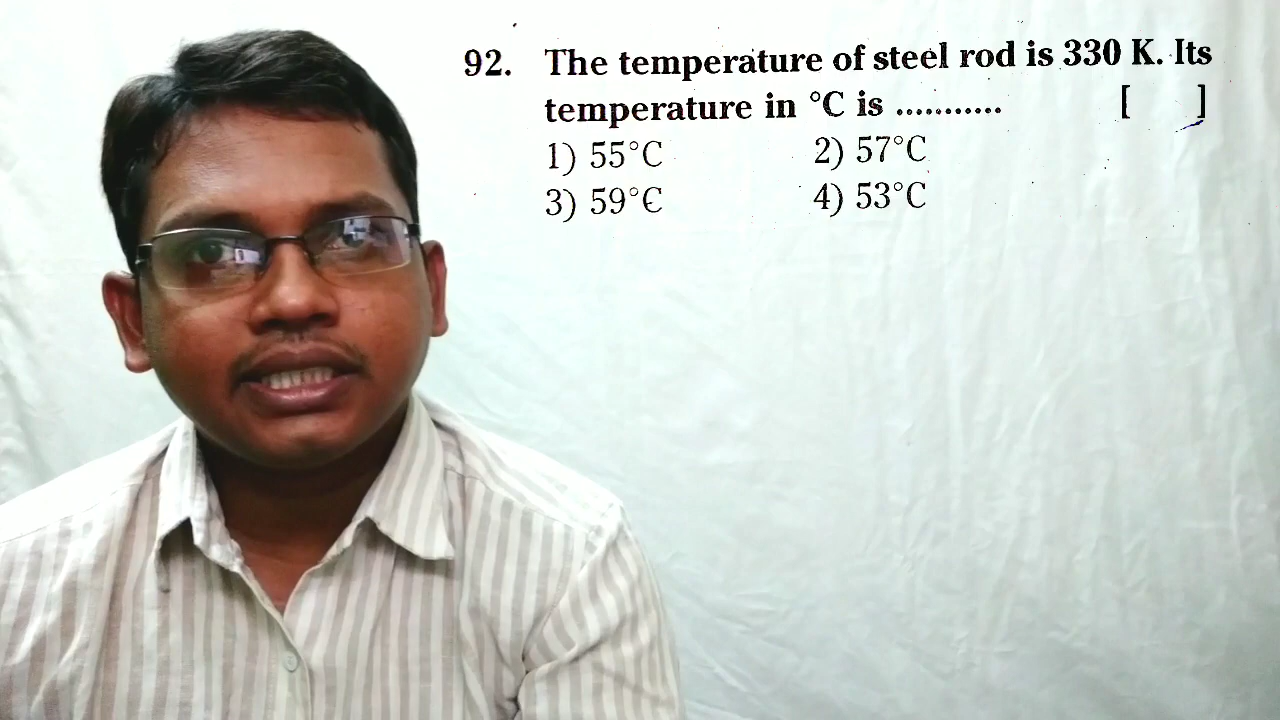 92. The temperature of steel rod is 330 K. Its
temperature in °C is ........... [ ]
1) 55°C 2) 57°C
3) 59°C 4) 53°C